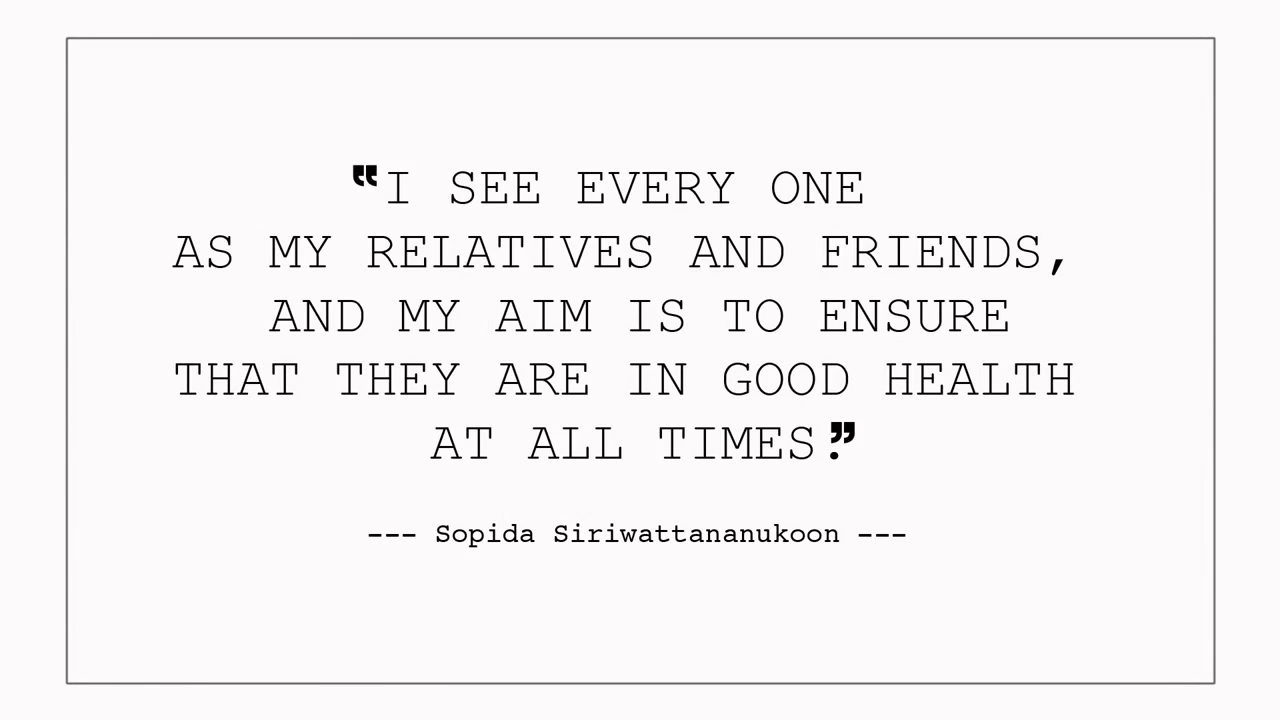 “I SEE EVERY ONE
AS MY RELATIVES AND FRIENDS,
AND MY AIM IS TO ENSURE
THAT THEY ARE IN GOOD HEALTH
AT ALL TIMES.”
--- Sopida Siriwattananukoon ---